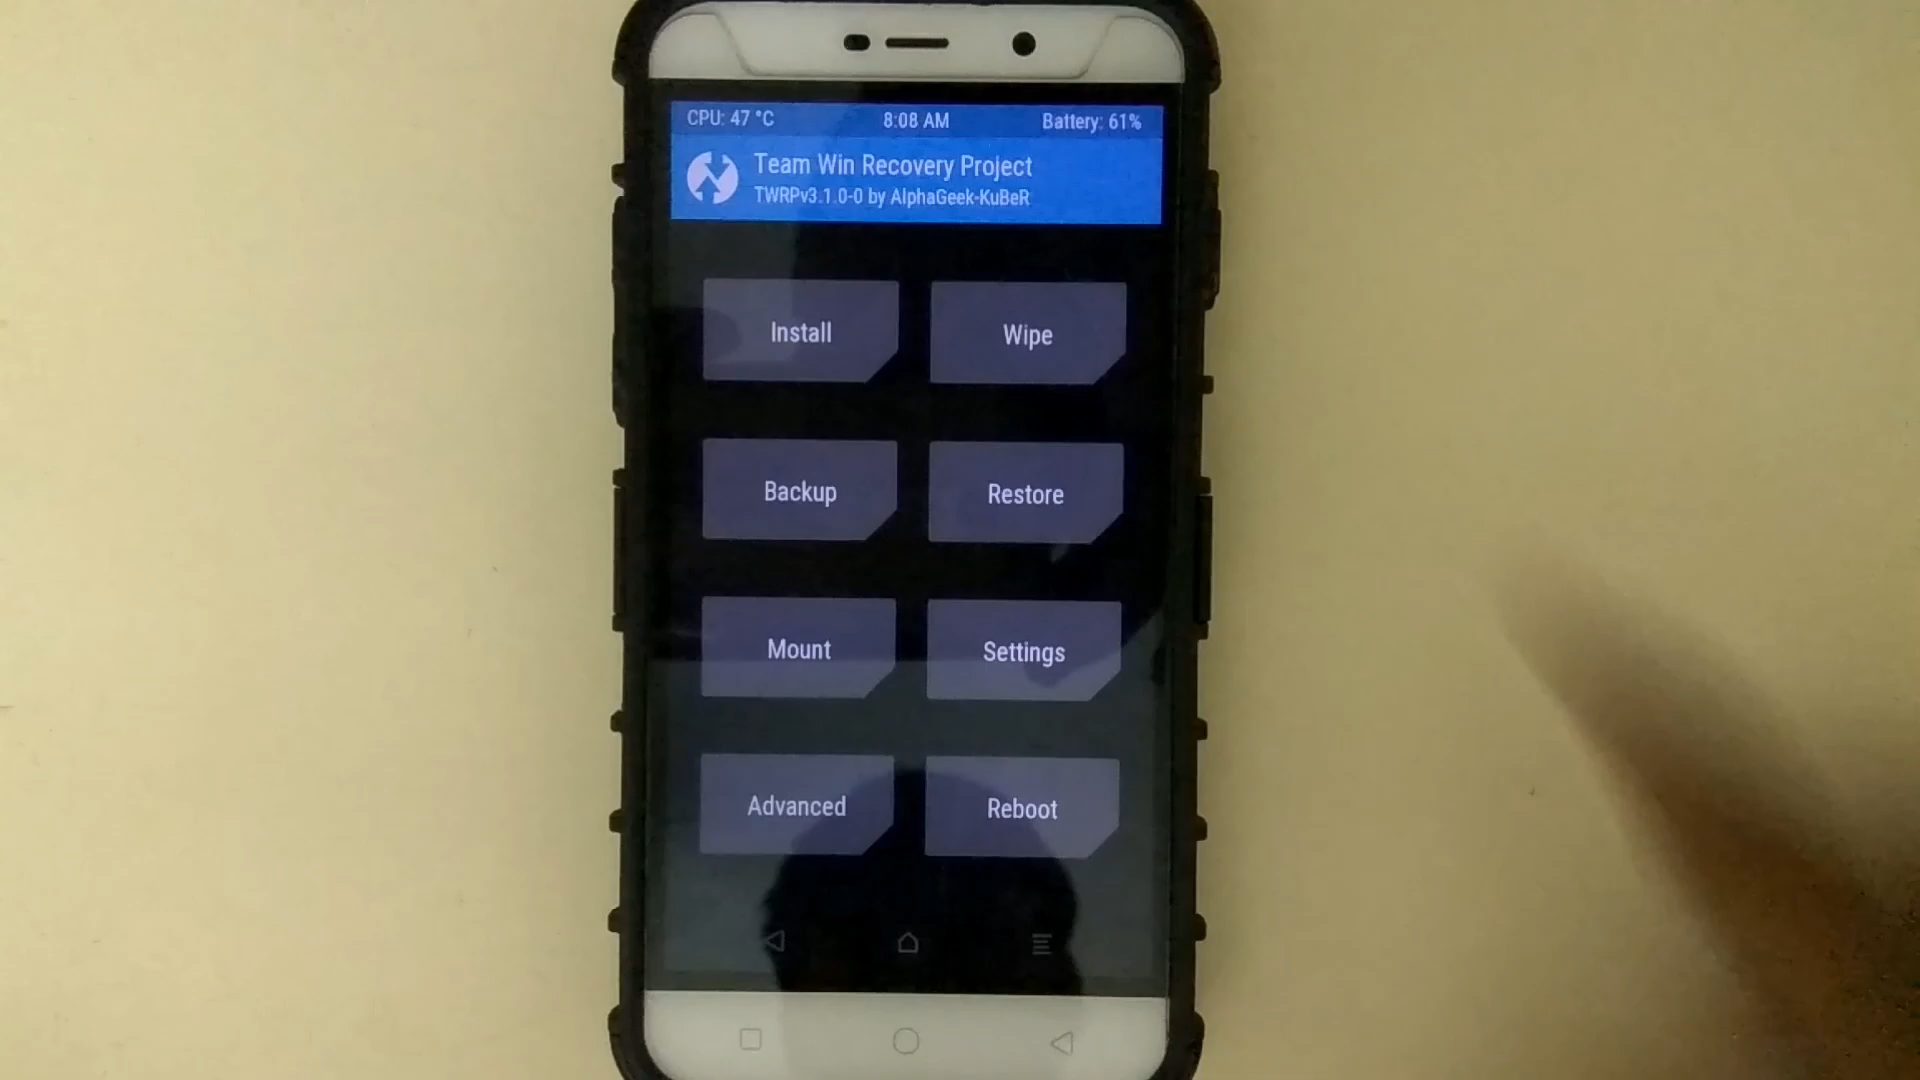 CPU: 47 °C 8:08 AM Battery: 61%
Team Win Recovery Project
TWRPv3.1.0-0 by AlphaGeek-KuBeR
Install Wipe
Backup Restore
Mount Settings
Advanced Reboot